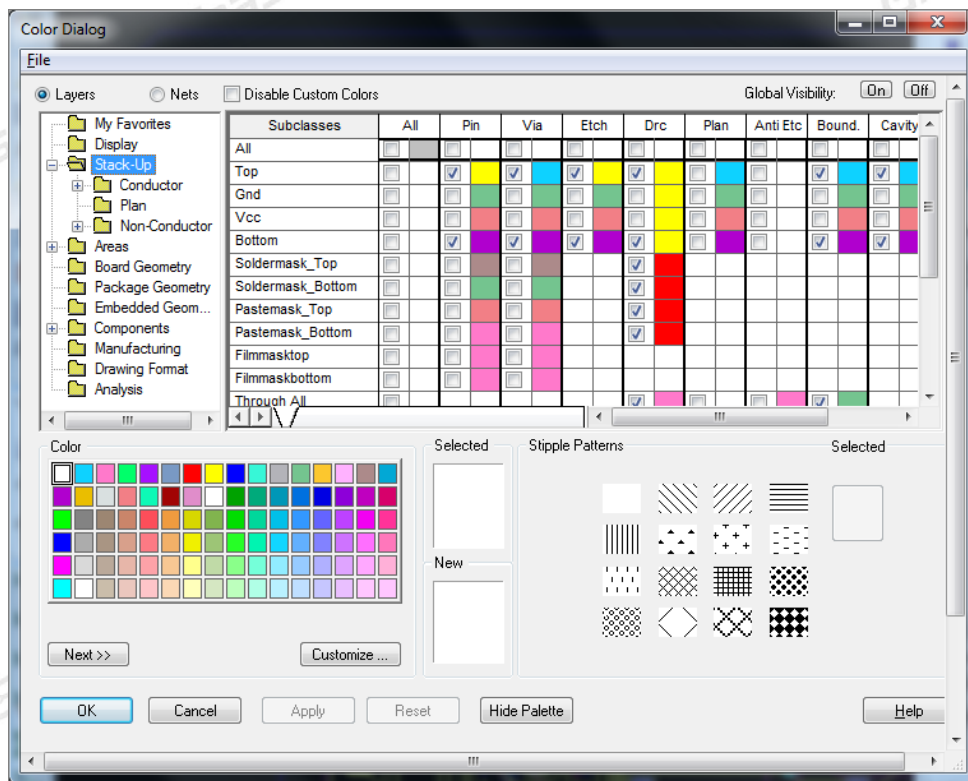 Color Dialog
File
Layers Nets Disable Custom Colors Global Visibility: On Off
My Favorites
Display
Stack-Up
Conductor
Plan
Non-Conductor
Areas
Board Geometry
Package Geometry
Embedded Geom...
Components
Manufacturing
Drawing Format
Analysis
Subclasses All Pin Via Etch Drc Plan Anti Etc Bound. Cavity
All
Top
Gnd
Vcc
Bottom
Soldermask_Top
Soldermask_Bottom
Pastemask_Top
Pastemask_Bottom
Filmmasktop
Filmmaskbottom
Through All
Color
Selected
New
Stipple Patterns
Selected
Next >> Customize ...
OK Cancel Apply Reset Hide Palette Help